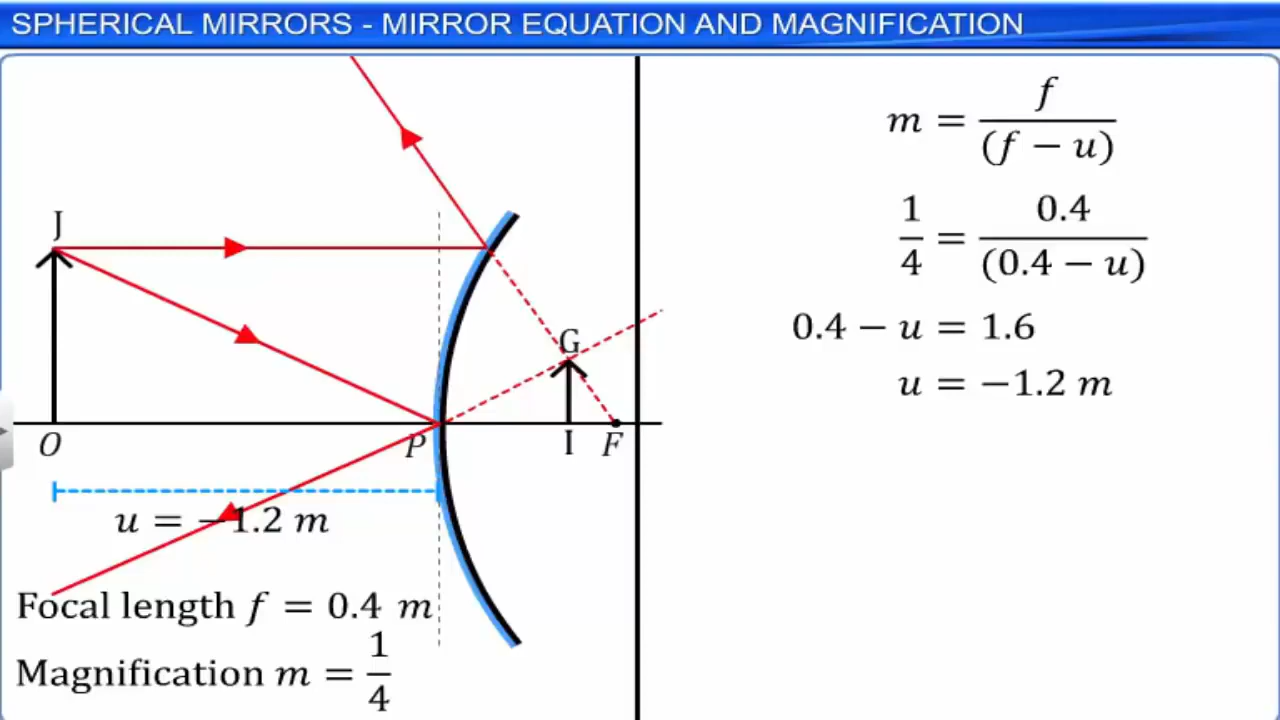 SPHERICAL MIRRORS - MIRROR EQUATION AND MAGNIFICATION
J
G
O
P
I
F
u = −1.2 m
Focal length f = 0.4 m
Magnification m = 1/4
m = f/(f − u)
1/4 = 0.4/(0.4 − u)
0.4 − u = 1.6
u = −1.2 m